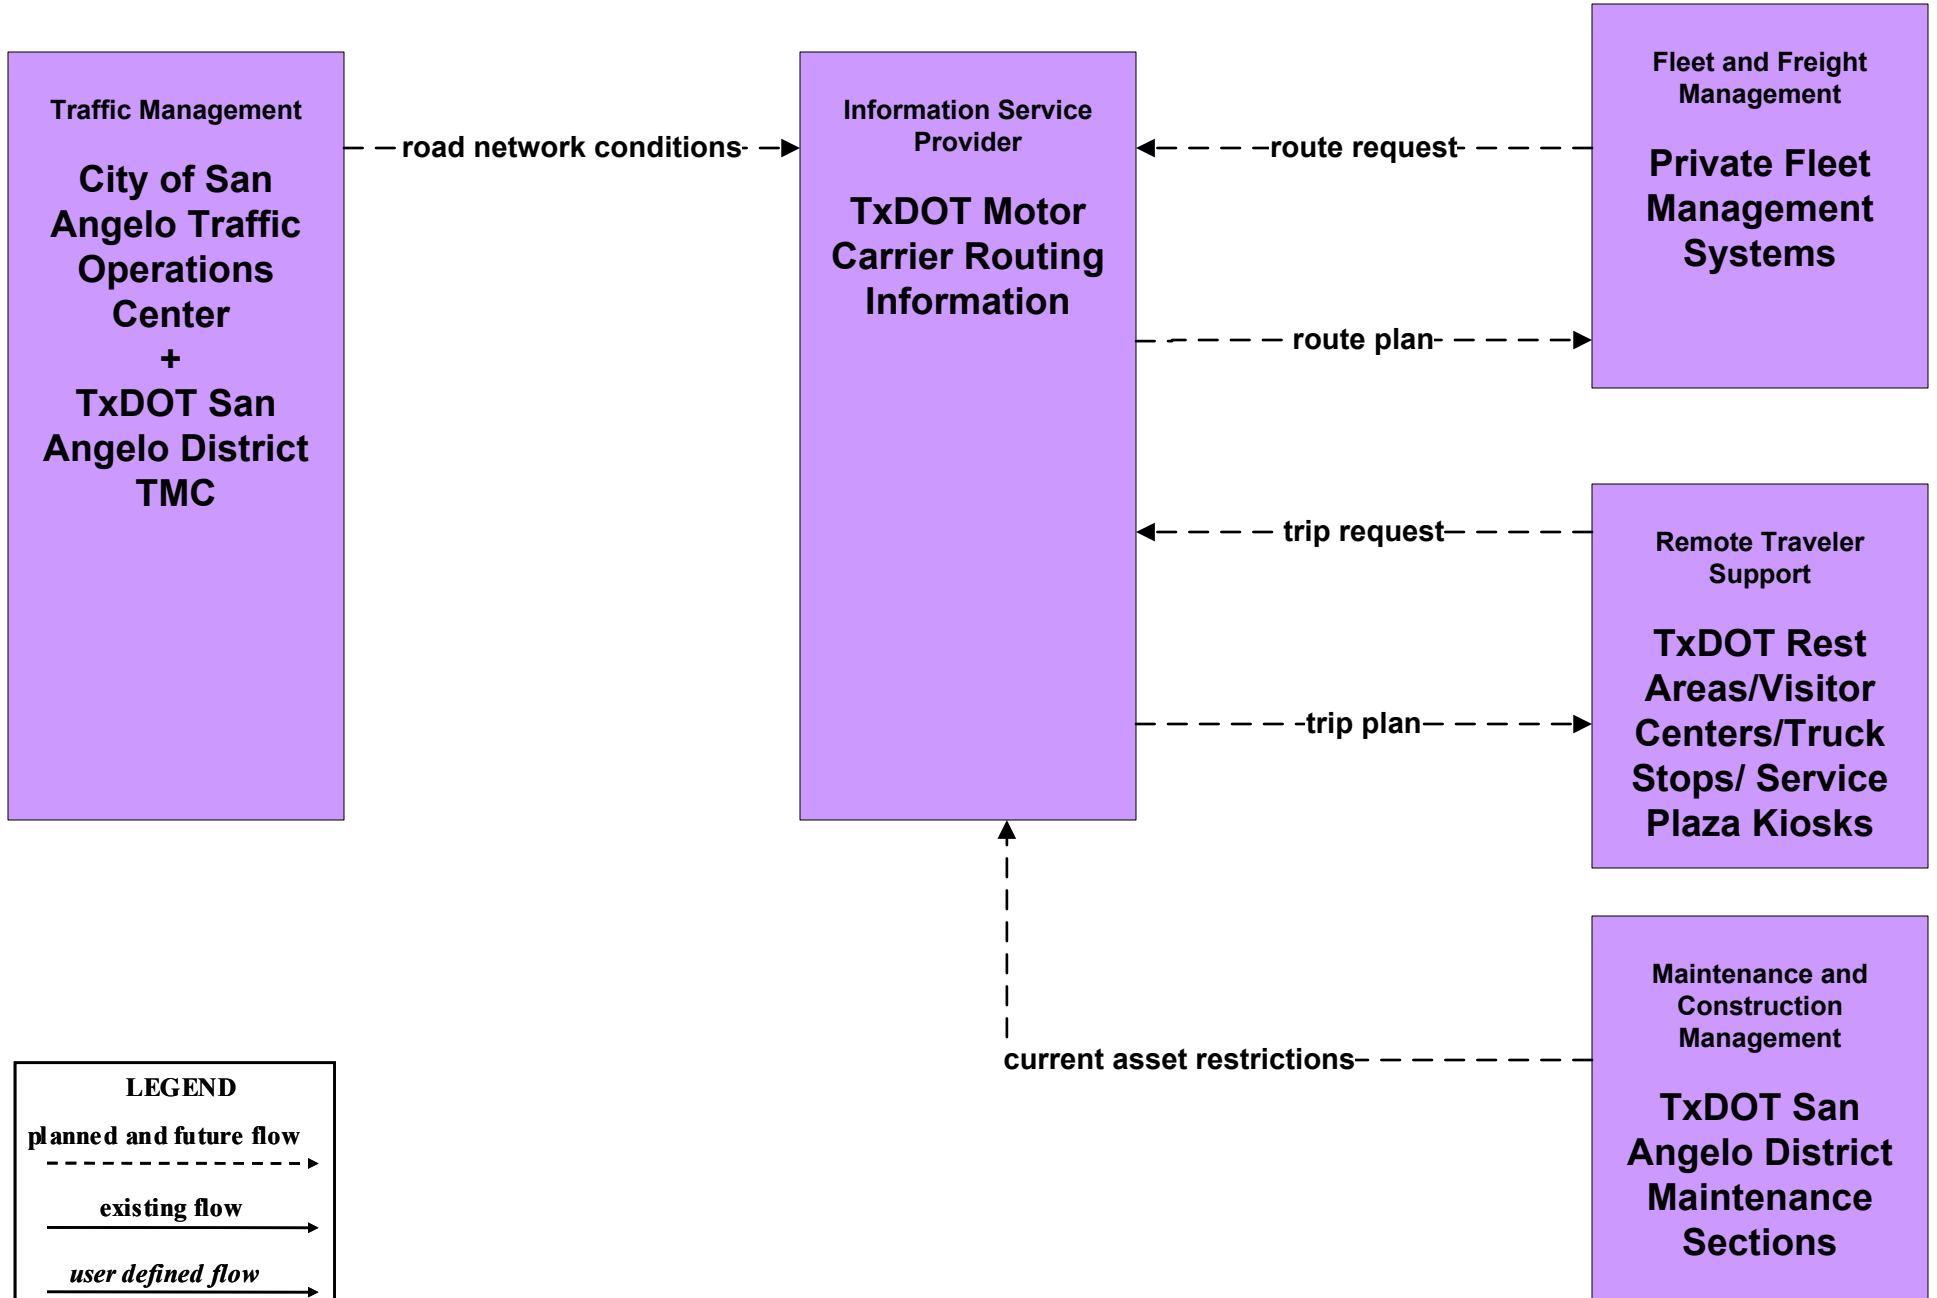 Traffic Management
City of San
Angelo Traffic
Operations
Center
+
TxDOT San
Angelo District
TMC
road network conditions
Information Service
Provider
TxDOT Motor
Carrier Routing
Information
route request
route plan
trip request
trip plan
current asset restrictions
Fleet and Freight
Management
Private Fleet
Management
Systems
Remote Traveler
Support
TxDOT Rest
Areas/Visitor
Centers/Truck
Stops/ Service
Plaza Kiosks
Maintenance and
Construction
Management
TxDOT San
Angelo District
Maintenance
Sections
LEGEND
planned and future flow
existing flow
user defined flow